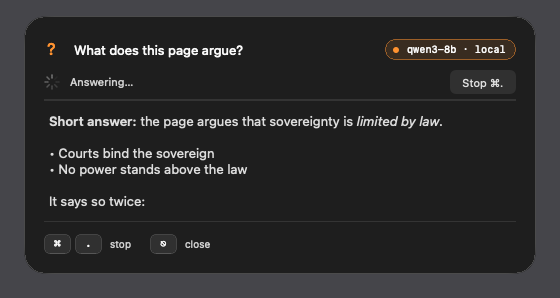 ? What does this page argue? qwen3-8b · local
Answering... Stop ⌘.
Short answer: the page argues that sovereignty is limited by law.
• Courts bind the sovereign
• No power stands above the law
It says so twice:
⌘ . stop ⎋ close